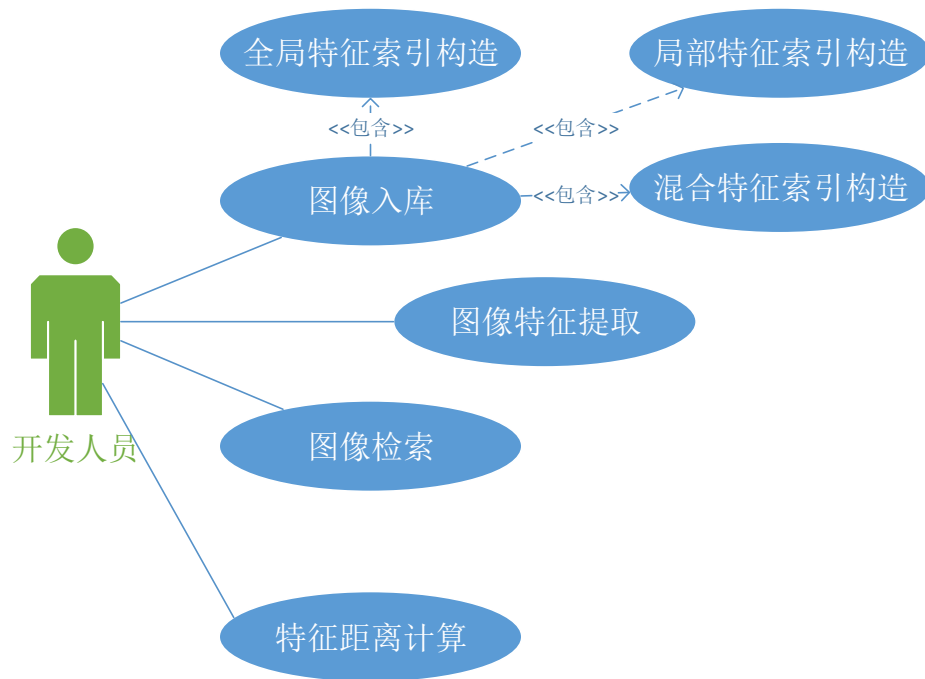 全局特征索引构造
局部特征索引构造
<<包含>>
<<包含>>
图像入库
<<包含>>
混合特征索引构造
图像特征提取
图像检索
开发人员
特征距离计算